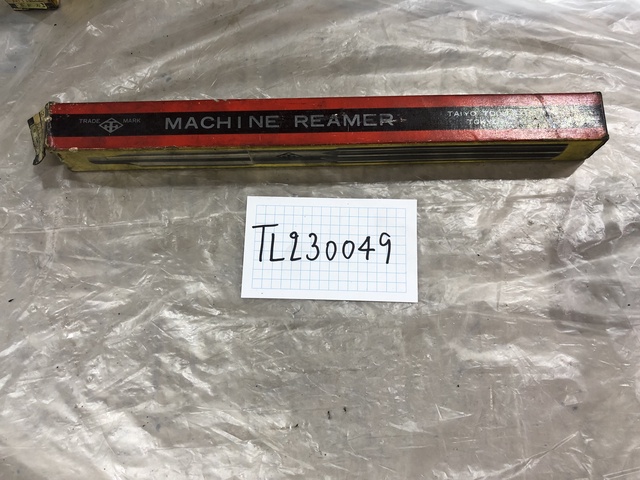 TRADE MARK
MACHINE REAMER
TAIYO TOOL
TOKYO
TL230049